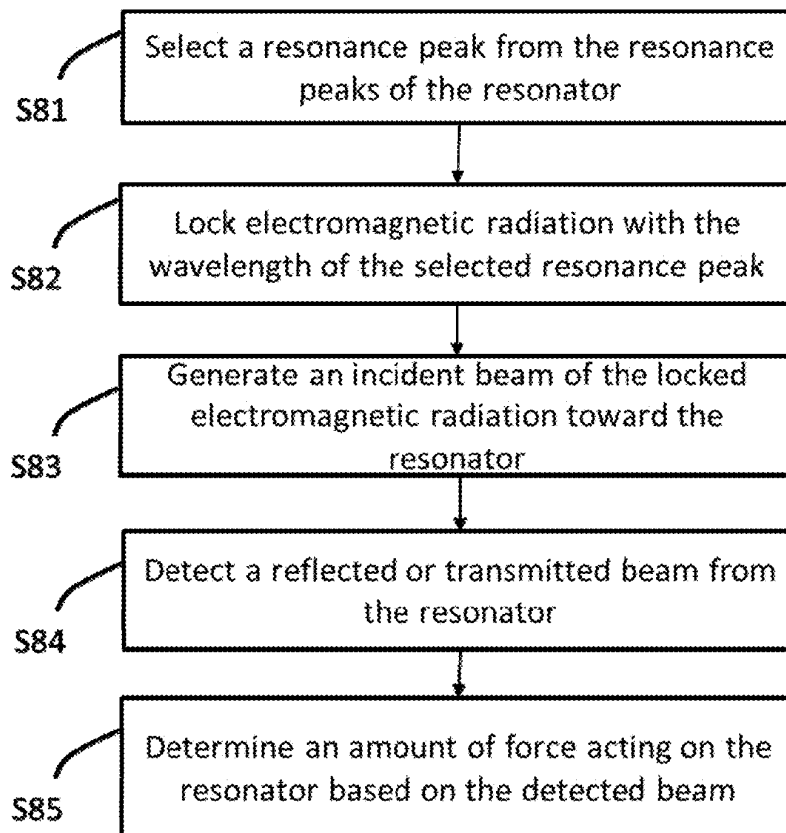 Select a resonance peak from the resonance
peaks of the resonator
S81
Lock electromagnetic radiation with the
wavelength of the selected resonance peak
S82
Generate an incident beam of the locked
electromagnetic radiation toward the
resonator
S83
Detect a reflected or transmitted beam from
the resonator
S84
Determine an amount of force acting on the
resonator based on the detected beam
S85